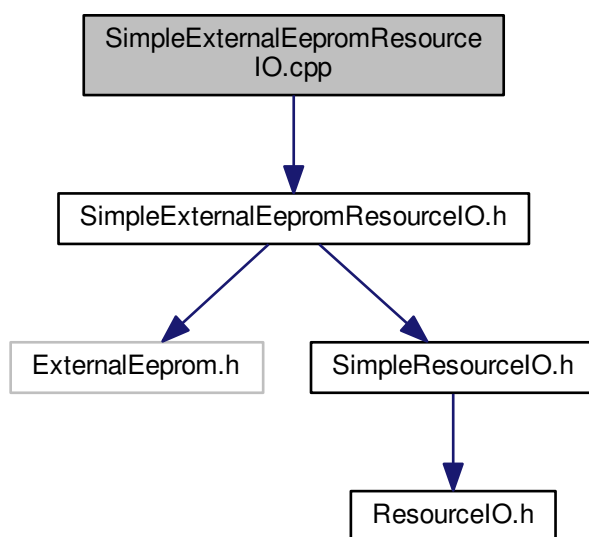 SimpleExternalEepromResource
IO.cpp
SimpleExternalEepromResourceIO.h
ExternalEeprom.h
SimpleResourceIO.h
ResourceIO.h